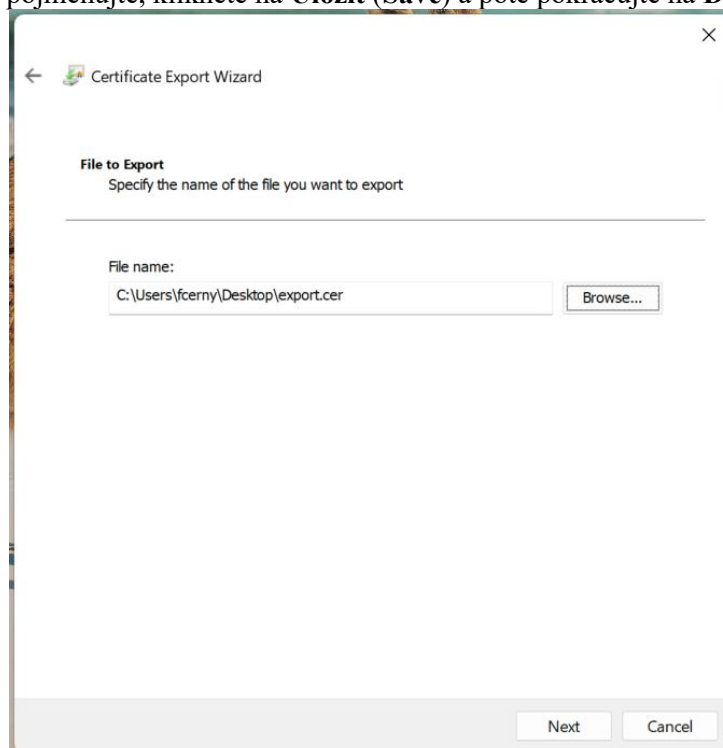 pojmenujte, klikněte na Uložit (Save) a poté pokračujte na D
Certificate Export Wizard
File to Export
Specify the name of the file you want to export
File name:
C:\Users\fcerny\Desktop\export.cer
Browse...
Next
Cancel